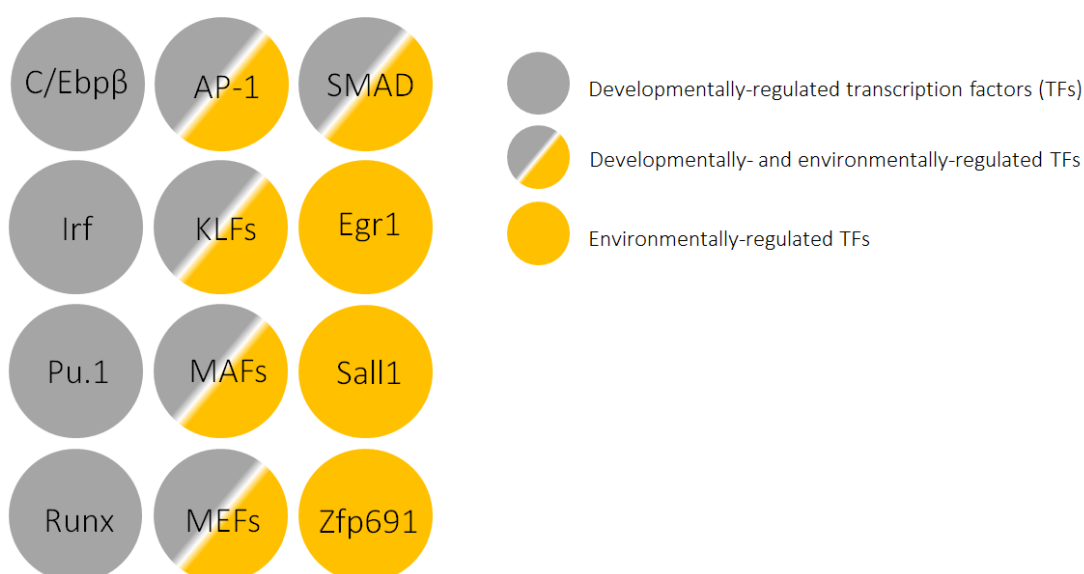 C/Ebpβ
AP-1
SMAD
Irf
KLFs
Egr1
Pu.1
MAFs
Sall1
Runx
MEFs
Zfp691
Developmentally-regulated transcription factors (TFs)
Developmentally- and environmentally-regulated TFs
Environmentally-regulated TFs